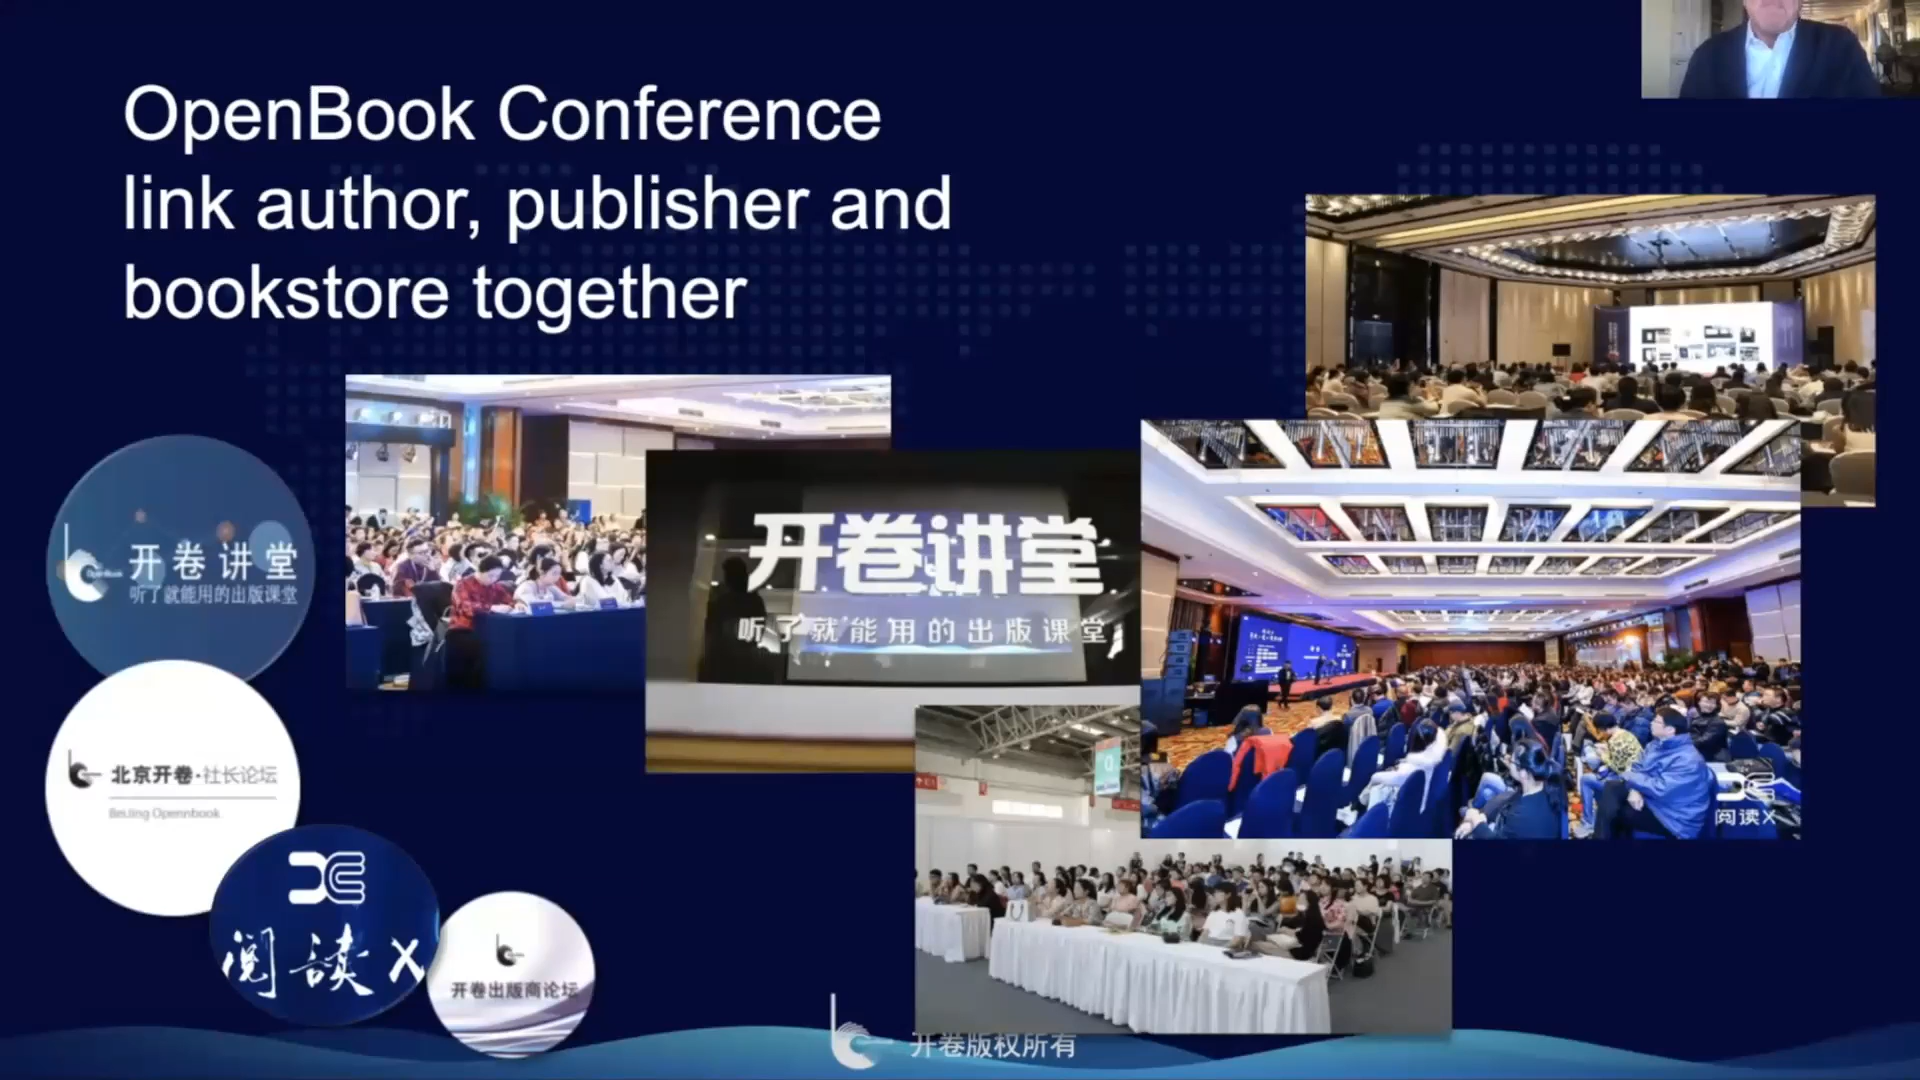 OpenBook Conference
link author, publisher and
bookstore together
开卷讲堂
听了就能用的出版课堂
开卷讲堂
听了就能用的出版课堂
北京开卷·社长论坛
BeiJing Opennbook
阅读X
开卷出版商论坛
阅读X
开卷版权所有